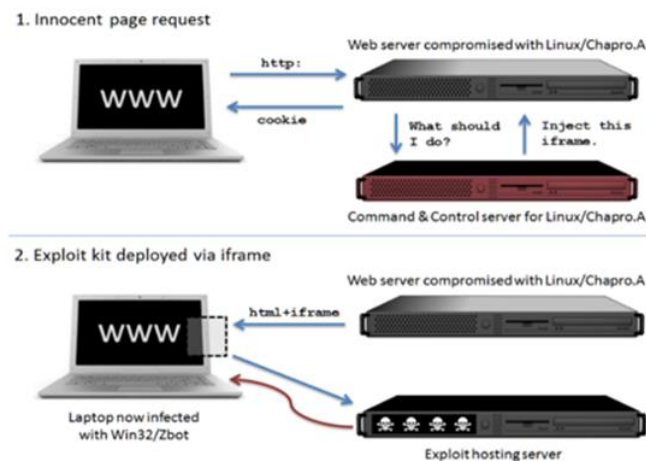 1. Innocent page request
Web server compromised with Linux/Chapro.A
http:
WWW
cookie
What should
I do?
Inject this
iframe.
Command & Control server for Linux/Chapro.A
2. Exploit kit deployed via iframe
Web server compromised with Linux/Chapro.A
html+iframe
WWW
Laptop now infected
with Win32/Zbot
Exploit hosting server